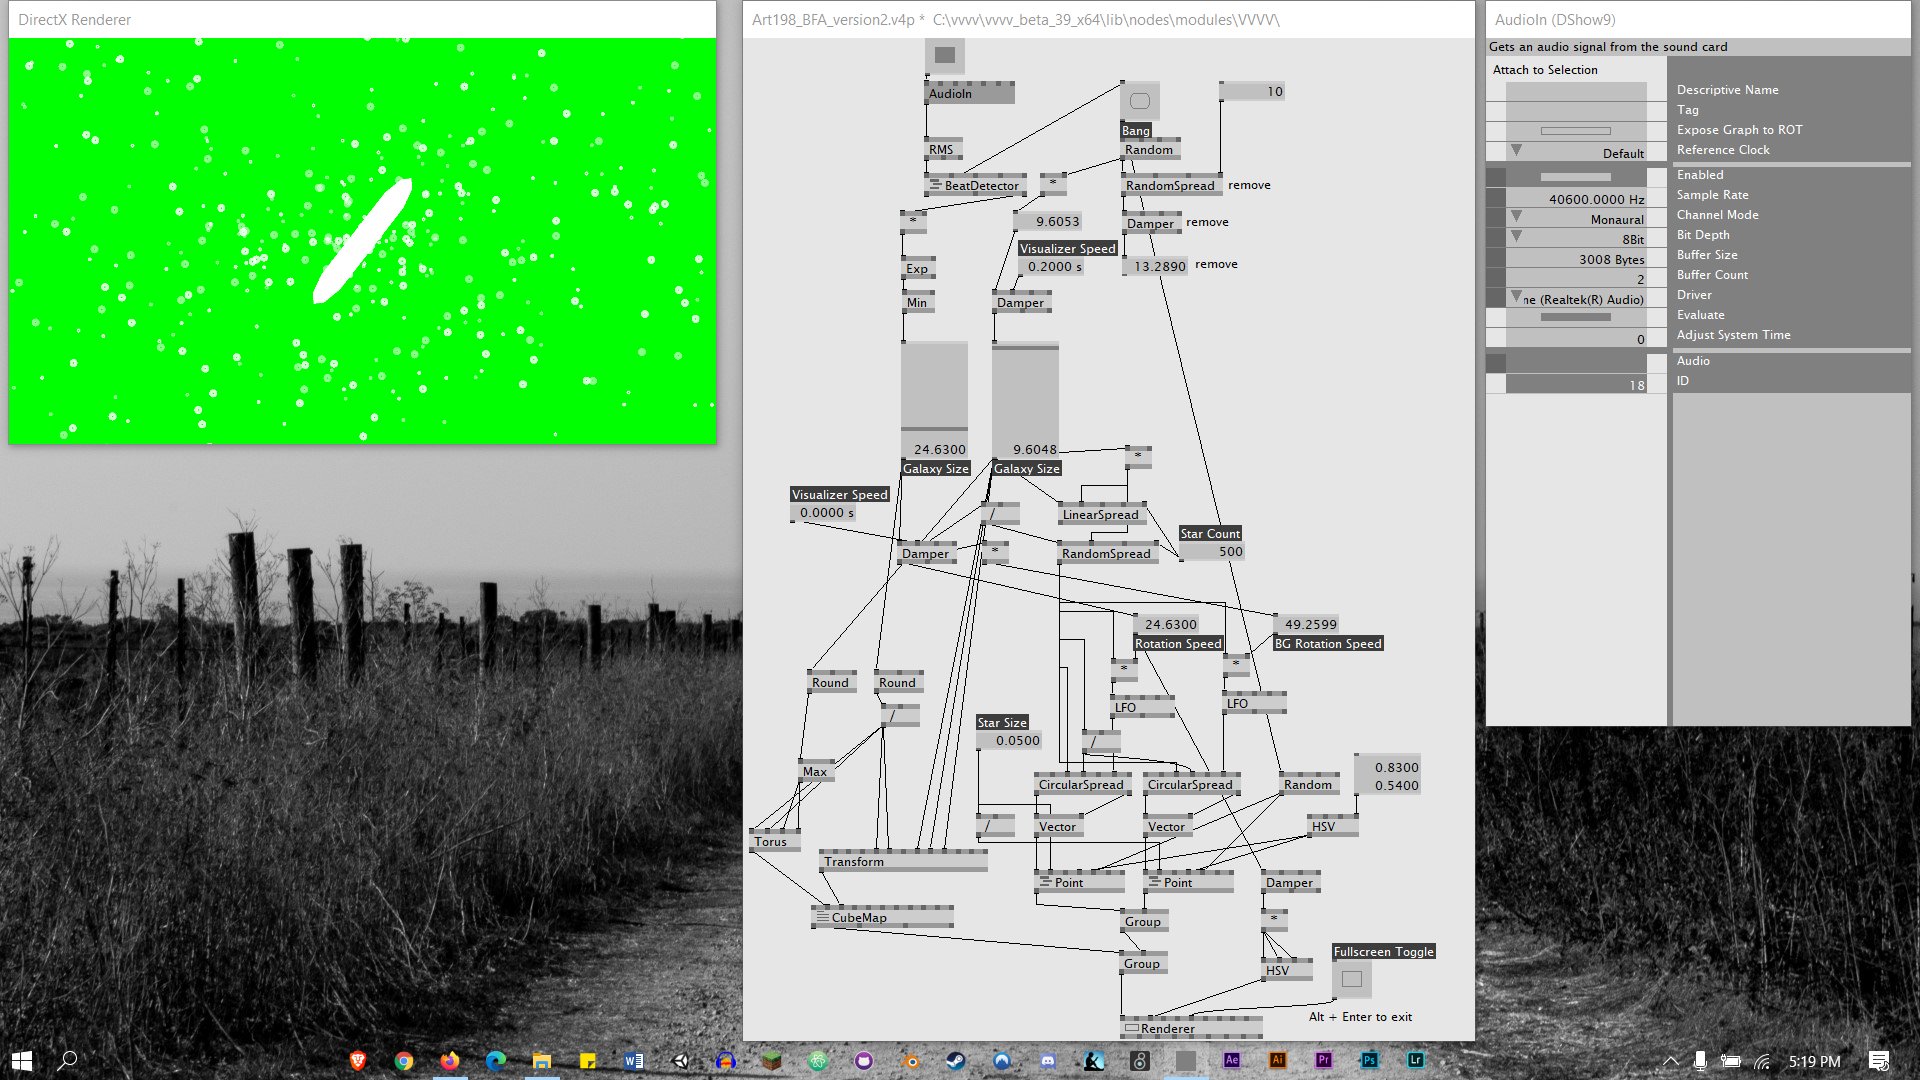 DirectX Renderer
Art198_BFA_version2.v4p * C:\vvvv\vvvv_beta_39_x64\lib\nodes\modules\VVVV\
AudioIn (DShow9)
Gets an audio signal from the sound card
Attach to Selection
Descriptive Name
Tag
Expose Graph to ROT
Default Reference Clock
Enabled
40600.0000 Hz Sample Rate
Monaural Channel Mode
8Bit Bit Depth
3008 Bytes Buffer Size
2 Buffer Count
ne (Realtek(R) Audio) Driver
Evaluate
0 Adjust System Time
Audio
18 ID
AudioIn
10
Bang
RMS
Random
BeatDetector
*
RandomSpread remove
*
9.6053
Damper remove
Visualizer Speed
Exp
0.2000 s
13.2890 remove
Min
Damper
24.6300
9.6048
*
Galaxy Size
Galaxy Size
Visualizer Speed
0.0000 s
/
LinearSpread
Star Count
500
Damper
*
RandomSpread
24.6300
49.2599
Rotation Speed
BG Rotation Speed
*
*
Round
Round
LFO
LFO
/
Star Size
0.0500
/
Max
0.8300
0.5400
CircularSpread
CircularSpread
Random
/
Vector
Vector
HSV
Torus
Transform
Point
Point
Damper
CubeMap
Group
*
Group
HSV
Fullscreen Toggle
Alt + Enter to exit
Renderer
Ae
Ai
Pr
Ps
Lr
5:19 PM